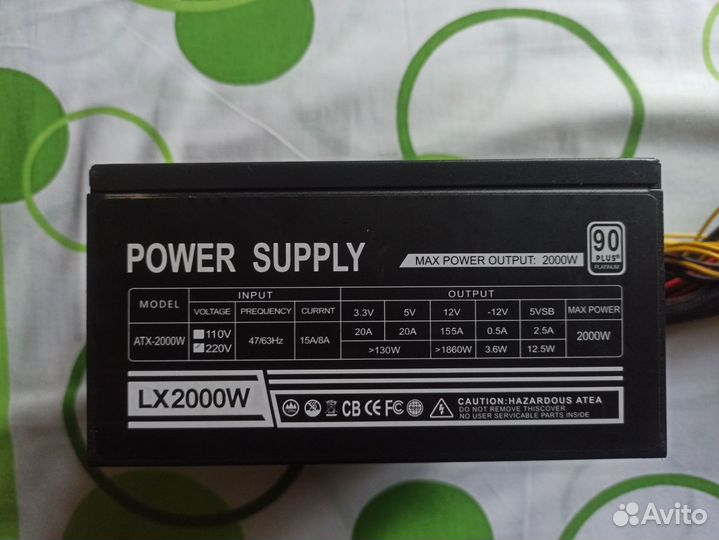 POWER SUPPLY
MAX POWER OUTPUT: 2000W
90
PLUS®
PLATINUM
MODEL INPUT OUTPUT
VOLTAGE PREQUENCY CURRNT 3.3V 5V 12V -12V 5VSB MAX POWER
ATX-2000W 110V 220V 47/63Hz 15A/8A 20A 20A 155A 0.5A 2.5A 2000W
>130W >1860W 3.6W 12.5W
LX2000W
CB CE FC
CAUTION:HAZARDOUS ATEA
DO NOT REMOVE THISCOVER
NO USER SERVICABLE PARTS INSIDE
Avito